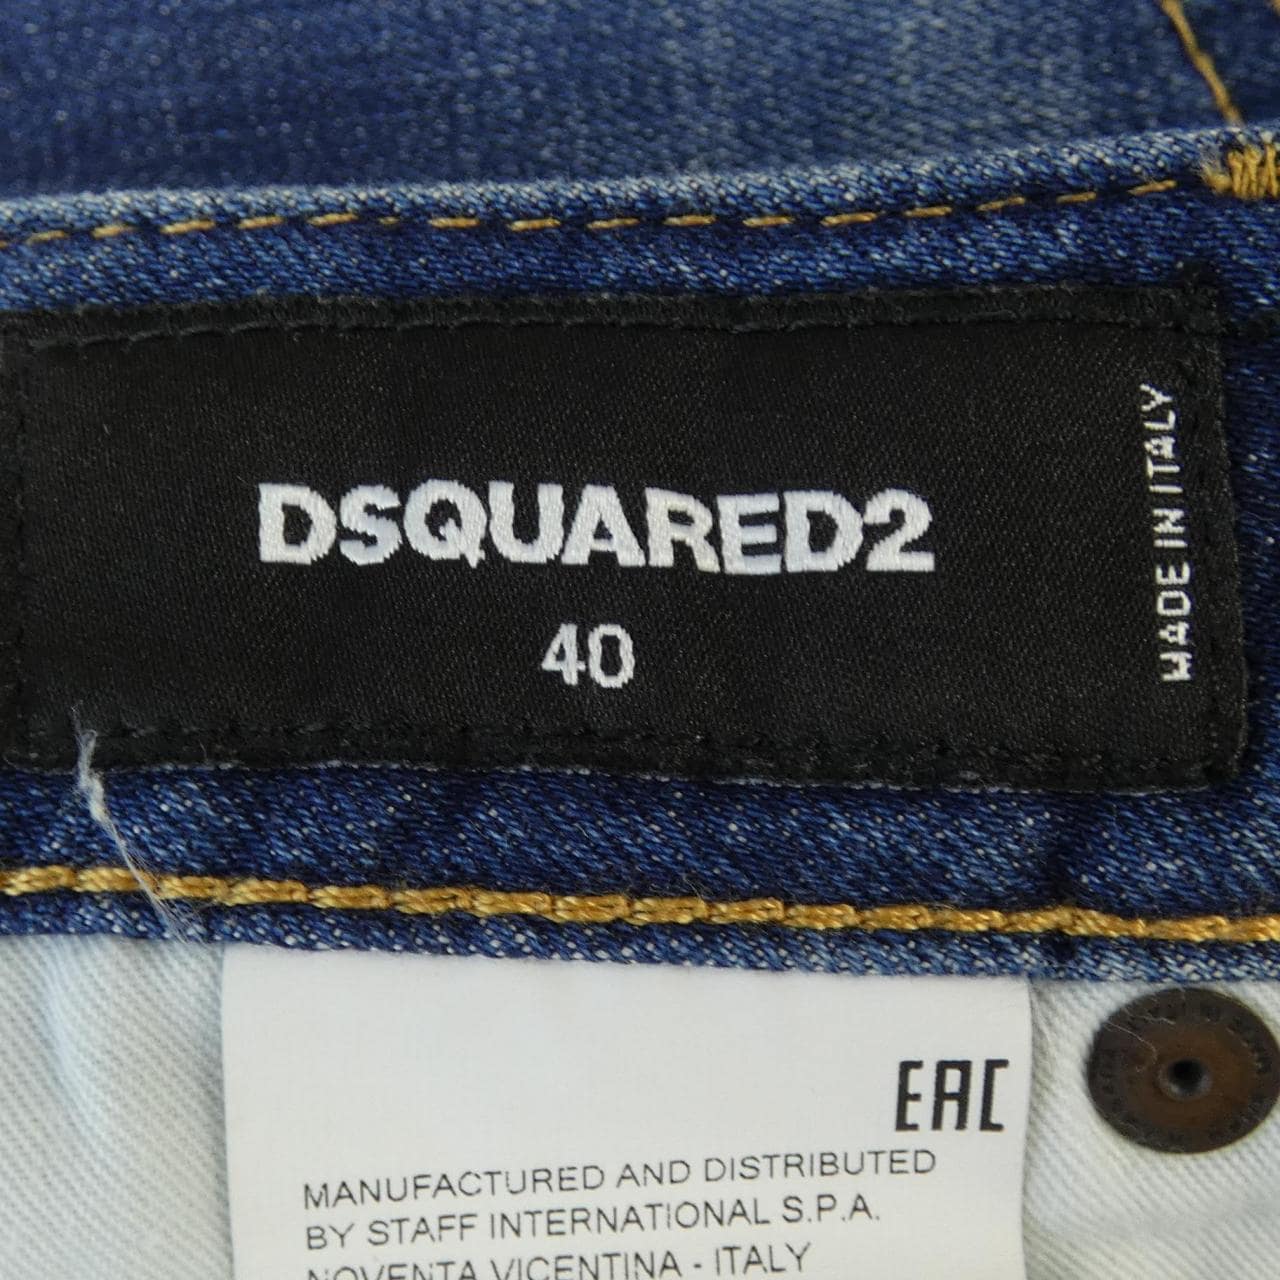 DSQUARED2
40
MADE IN ITALY
EAC
MANUFACTURED AND DISTRIBUTED
BY STAFF INTERNATIONAL S.P.A.
NOVENTA VICENTINA - ITALY